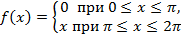 f(x) = {0 при 0 ≤ x ≤ π,
x при π ≤ x ≤ 2π